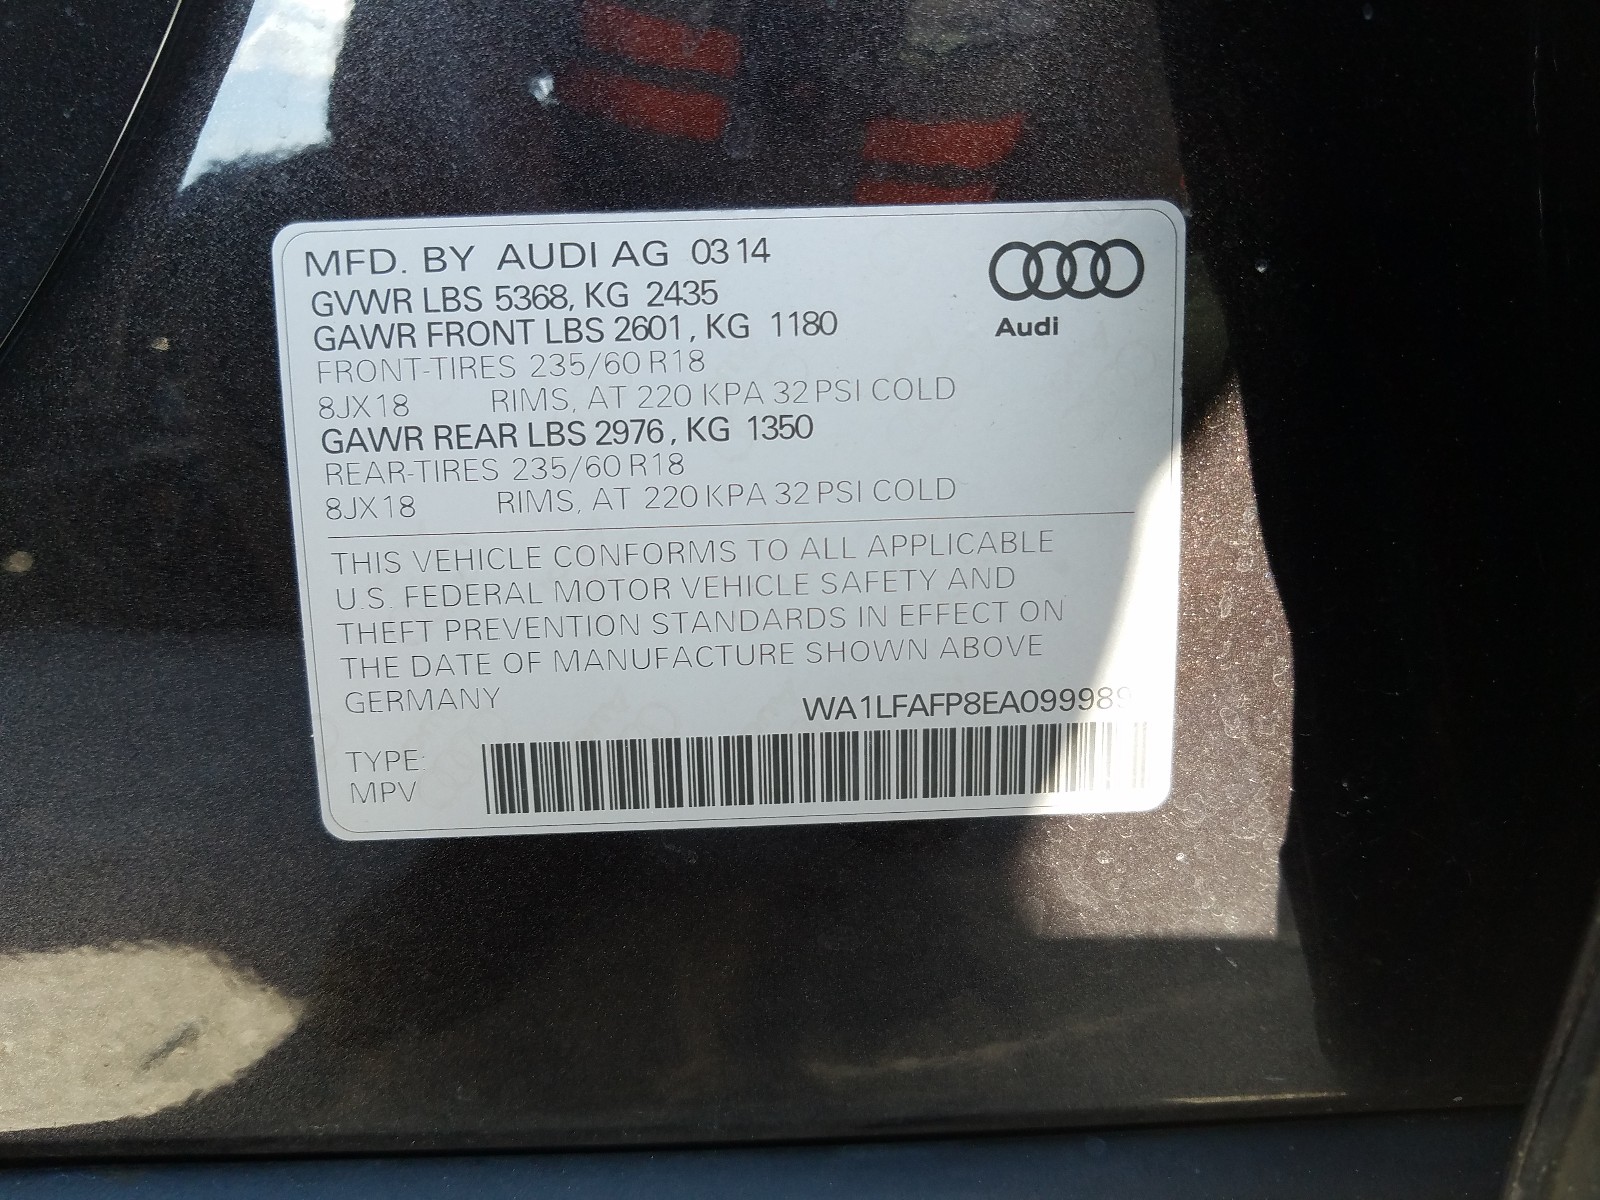 MFD. BY AUDI AG 0314
GVWR LBS 5368, KG 2435
GAWR FRONT LBS 2601, KG 1180
Audi
FRONT-TIRES 235/60 R18
8JX18 RIMS, AT 220 KPA 32 PSI COLD
GAWR REAR LBS 2976, KG 1350
REAR-TIRES 235/60 R18
8JX18 RIMS, AT 220 KPA 32 PSI COLD
THIS VEHICLE CONFORMS TO ALL APPLICABLE
U.S. FEDERAL MOTOR VEHICLE SAFETY AND
THEFT PREVENTION STANDARDS IN EFFECT ON
THE DATE OF MANUFACTURE SHOWN ABOVE
GERMANY WA1LFAFP8EA099989
TYPE:
MPV